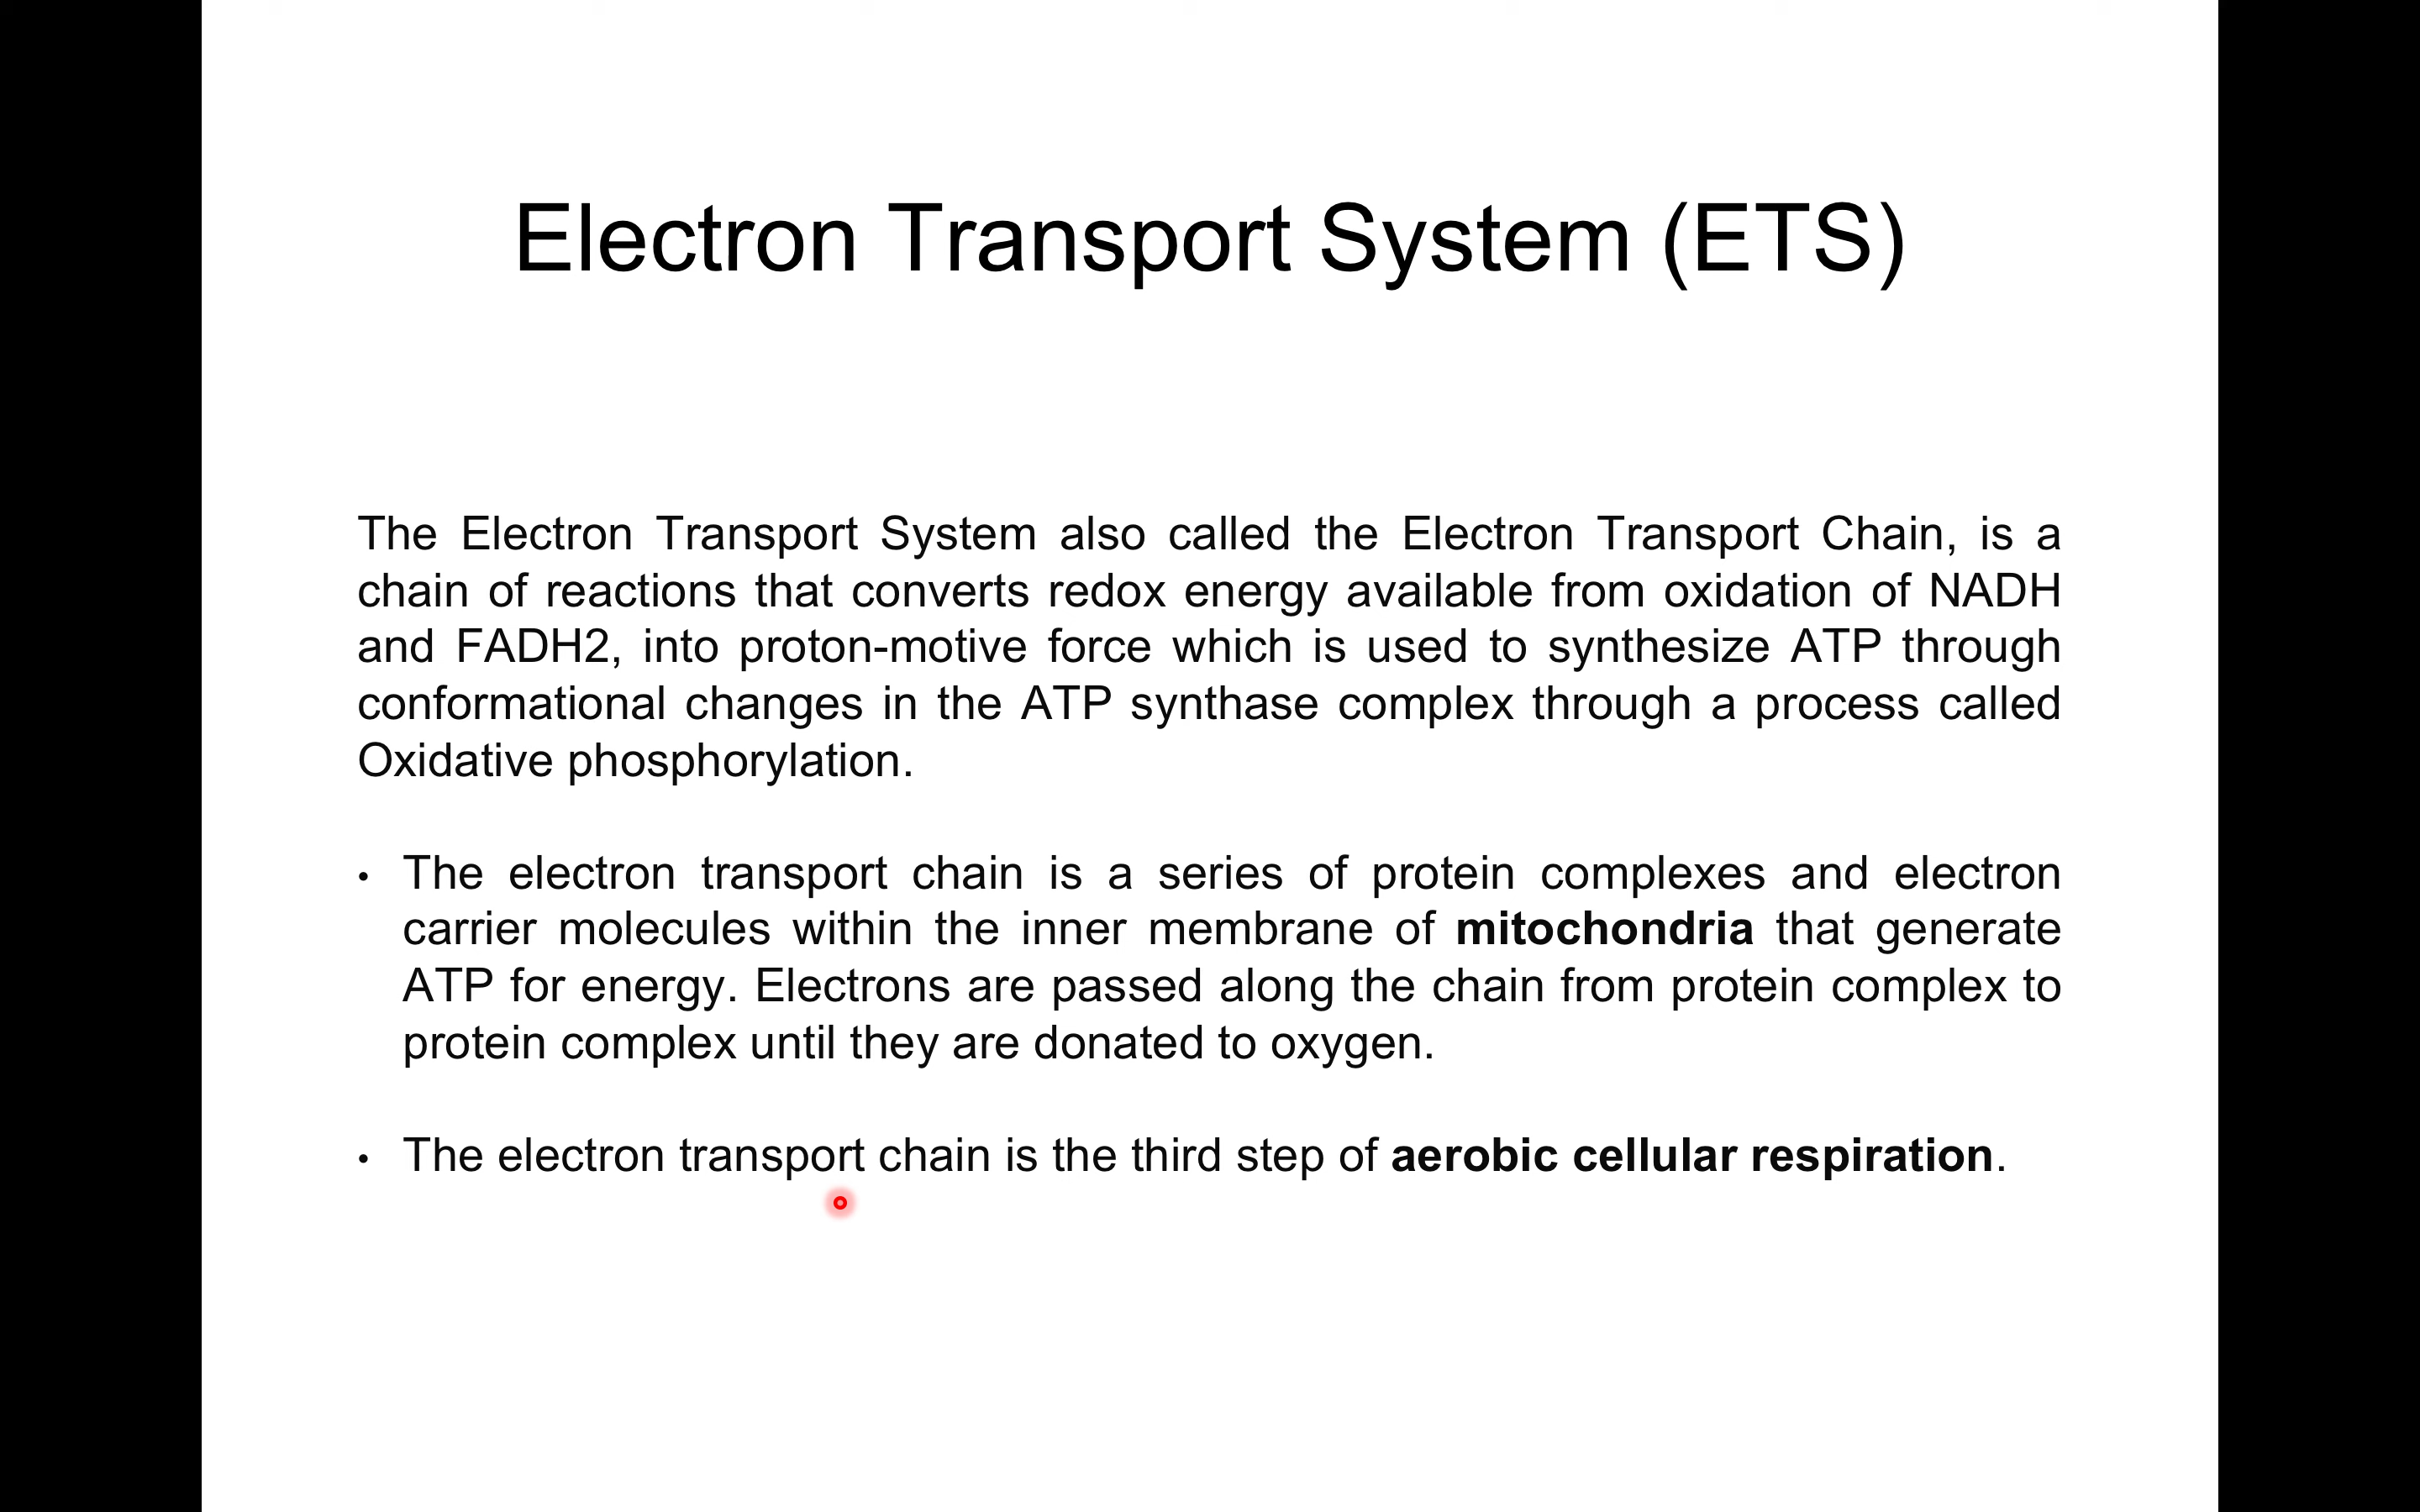 Electron Transport System (ETS)
The Electron Transport System also called the Electron Transport Chain, is a
chain of reactions that converts redox energy available from oxidation of NADH
and FADH2, into proton-motive force which is used to synthesize ATP through
conformational changes in the ATP synthase complex through a process called
Oxidative phosphorylation.
• The electron transport chain is a series of protein complexes and electron
carrier molecules within the inner membrane of mitochondria that generate
ATP for energy. Electrons are passed along the chain from protein complex to
protein complex until they are donated to oxygen.
• The electron transport chain is the third step of aerobic cellular respiration.